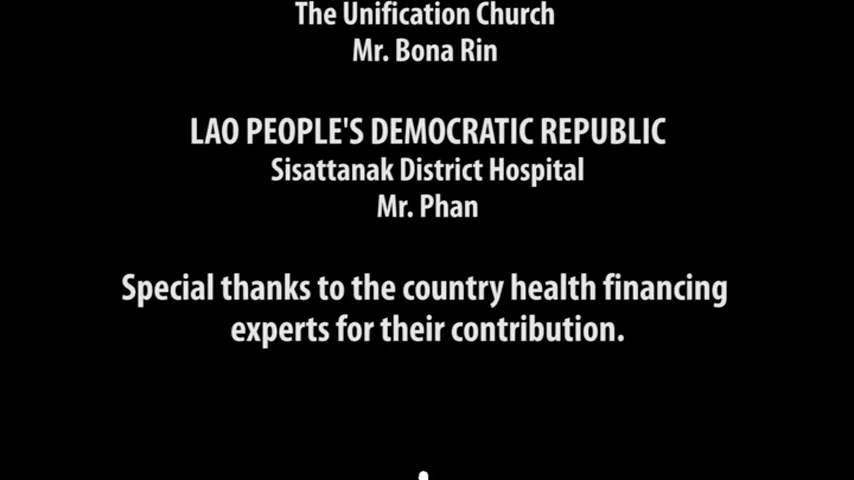 The Unification Church
Mr. Bona Rin
LAO PEOPLE'S DEMOCRATIC REPUBLIC
Sisattanak District Hospital
Mr. Phan
Special thanks to the country health financing
experts for their contribution.